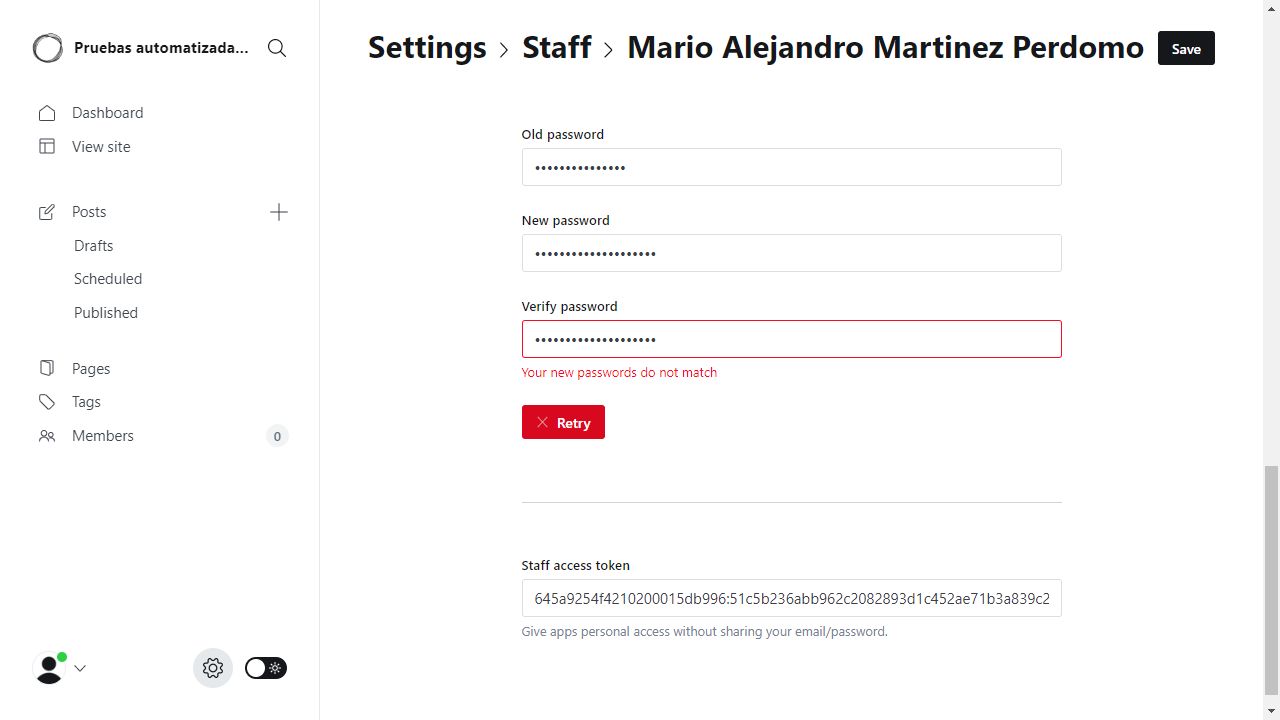 Pruebas automatizada...
Settings > Staff > Mario Alejandro Martinez Perdomo
Save
Dashboard
View site
Posts
Drafts
Scheduled
Published
Pages
Tags
Members
0
Old password
•••••••••••••••
New password
••••••••••••••••••••
Verify password
••••••••••••••••••••
Your new passwords do not match
Retry
Staff access token
645a9254f4210200015db996:51c5b236abb962c2082893d1c452ae71b3a839c2
Give apps personal access without sharing your email/password.